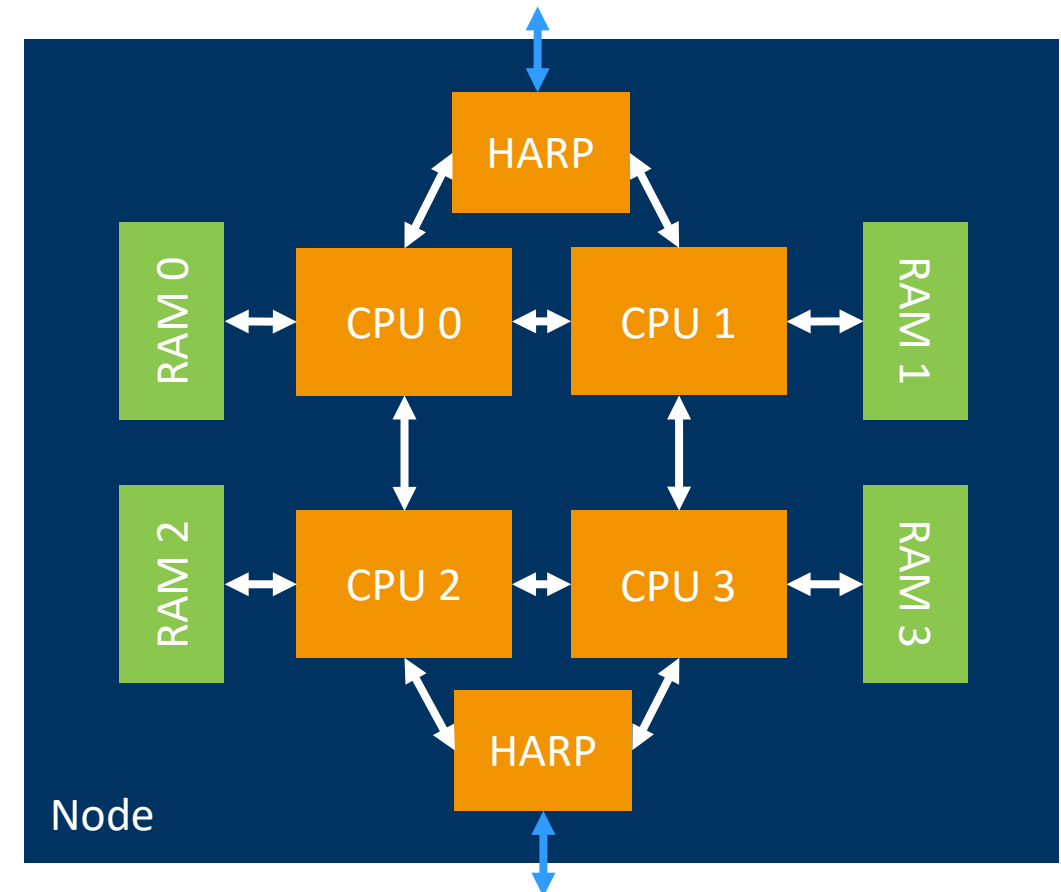 HARP
RAM 0
CPU 0
CPU 1
RAM 1
RAM 2
CPU 2
CPU 3
RAM 3
HARP
Node